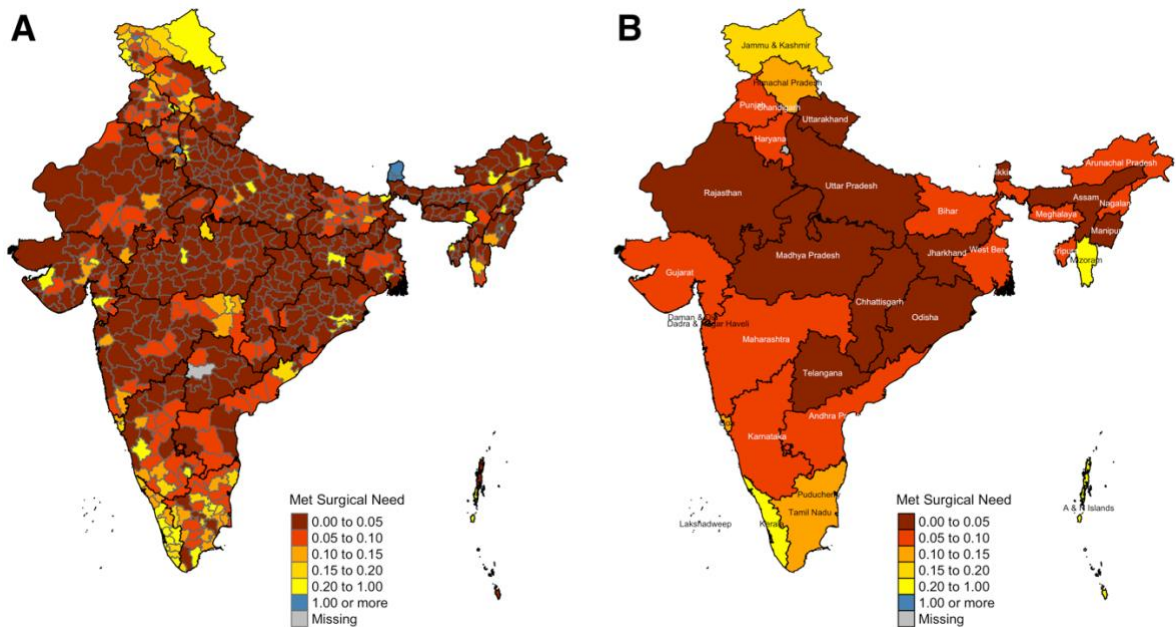 A
B
Jammu & Kashmir
Himachal Pradesh
Punjab
Chandigarh
Uttarakhand
Haryana
Arunachal Pradesh
Rajasthan
Uttar Pradesh
Assam
Nagalan
Bihar
Meghalaya
Manipur
Jharkhand
West Ben
Tripura
Mizoram
Madhya Pradesh
Gujarat
Chhattisgarh
Odisha
Daman & Diu
Dadra & Nagar Haveli
Maharashtra
Telangana
Andhra Pr
Goa
Karnataka
Puducherry
Tamil Nadu
Kerala
Lakshadweep
A & N Islands
Met Surgical Need
0.00 to 0.05
0.05 to 0.10
0.10 to 0.15
0.15 to 0.20
0.20 to 1.00
1.00 or more
Missing
Met Surgical Need
0.00 to 0.05
0.05 to 0.10
0.10 to 0.15
0.15 to 0.20
0.20 to 1.00
1.00 or more
Missing